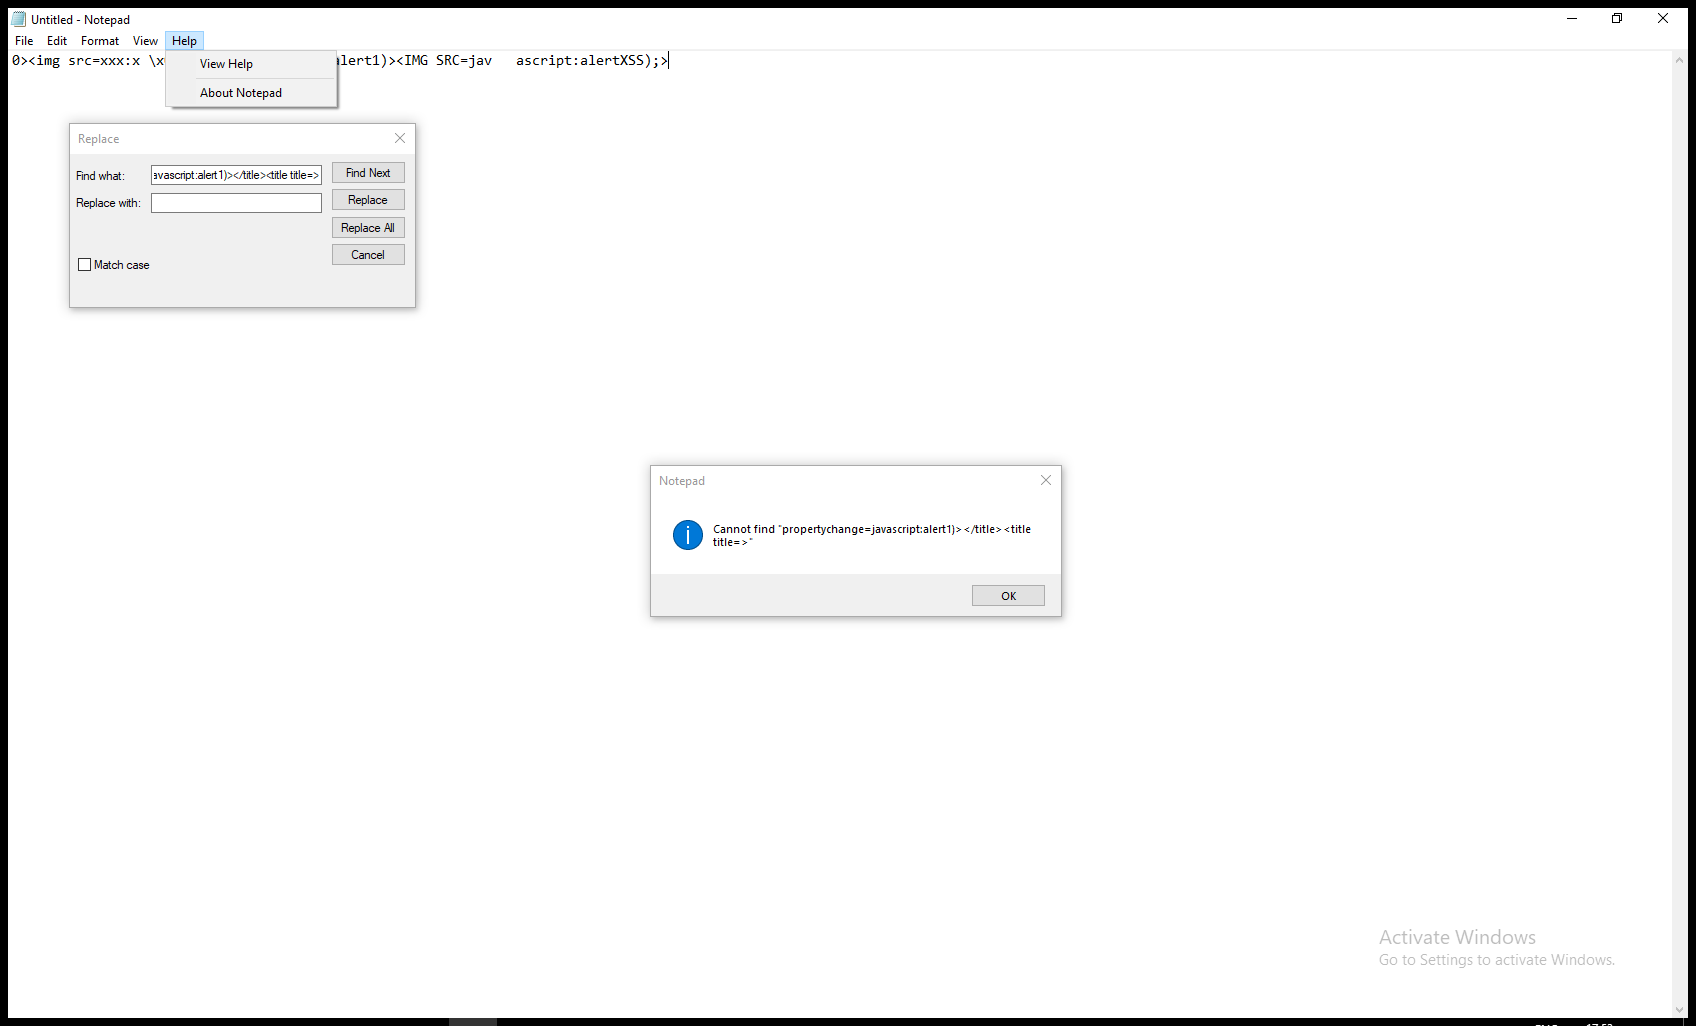 Untitled - Notepad
File Edit Format View Help
0><img src=xxx:x \x alert1)><IMG SRC=jav   ascript:alertXSS);>
View Help
About Notepad
Replace
Find what: avascript:alert1)></title><title title=> Find Next
Replace with: Replace
Replace All
Cancel
Match case
Notepad
Cannot find "propertychange=javascript:alert1)></title><title
title=>"
OK
Activate Windows
Go to Settings to activate Windows.